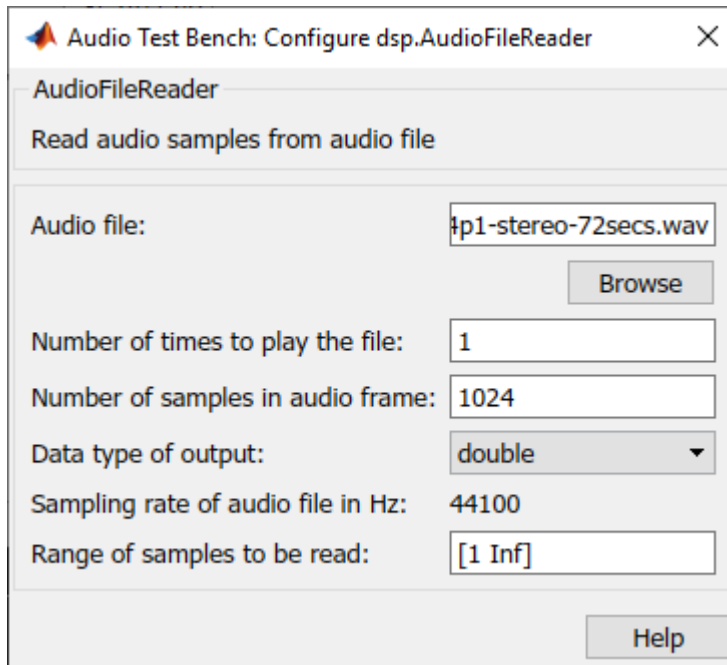 Audio Test Bench: Configure dsp.AudioFileReader
AudioFileReader
Read audio samples from audio file
Audio file: 4p1-stereo-72secs.wav
Browse
Number of times to play the file: 1
Number of samples in audio frame: 1024
Data type of output: double
Sampling rate of audio file in Hz: 44100
Range of samples to be read: [1 Inf]
Help